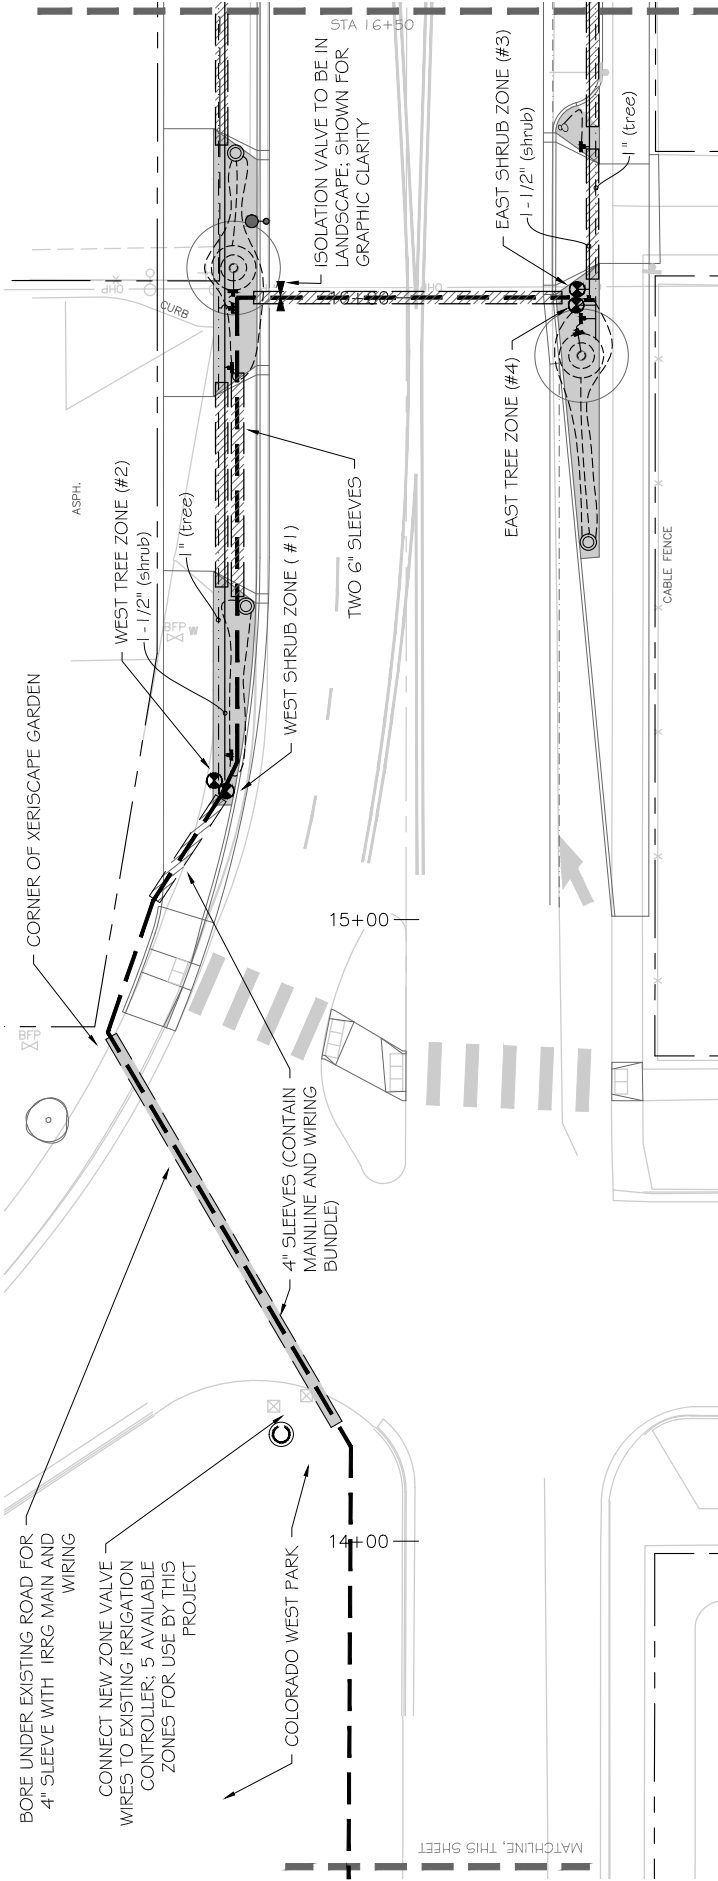 STA 16+50
ISOLATION VALVE TO BE IN
LANDSCAPE; SHOWN FOR
GRAPHIC CLARITY
EAST SHRUB ZONE (#3)
1-1/2" (shrub)
1" (tree)
OHP
OHP
CURB
EAST TREE ZONE (#4)
ASPH.
WEST TREE ZONE (#2)
1-1/2" (shrub)
1" (tree)
TWO 6" SLEEVES
WEST SHRUB ZONE ( #1)
CABLE FENCE
BFP
W
CORNER OF XERISCAPE GARDEN
15+00
BFP
4" SLEEVES (CONTAIN
MAINLINE AND WIRING
BUNDLE)
BORE UNDER EXISTING ROAD FOR
4" SLEEVE WITH IRRG MAIN AND
WIRING
CONNECT NEW ZONE VALVE
WIRES TO EXISTING IRRIGATION
CONTROLLER; 5 AVAILABLE
ZONES FOR USE BY THIS
PROJECT
COLORADO WEST PARK
14+00
MATCHLINE, THIS SHEET